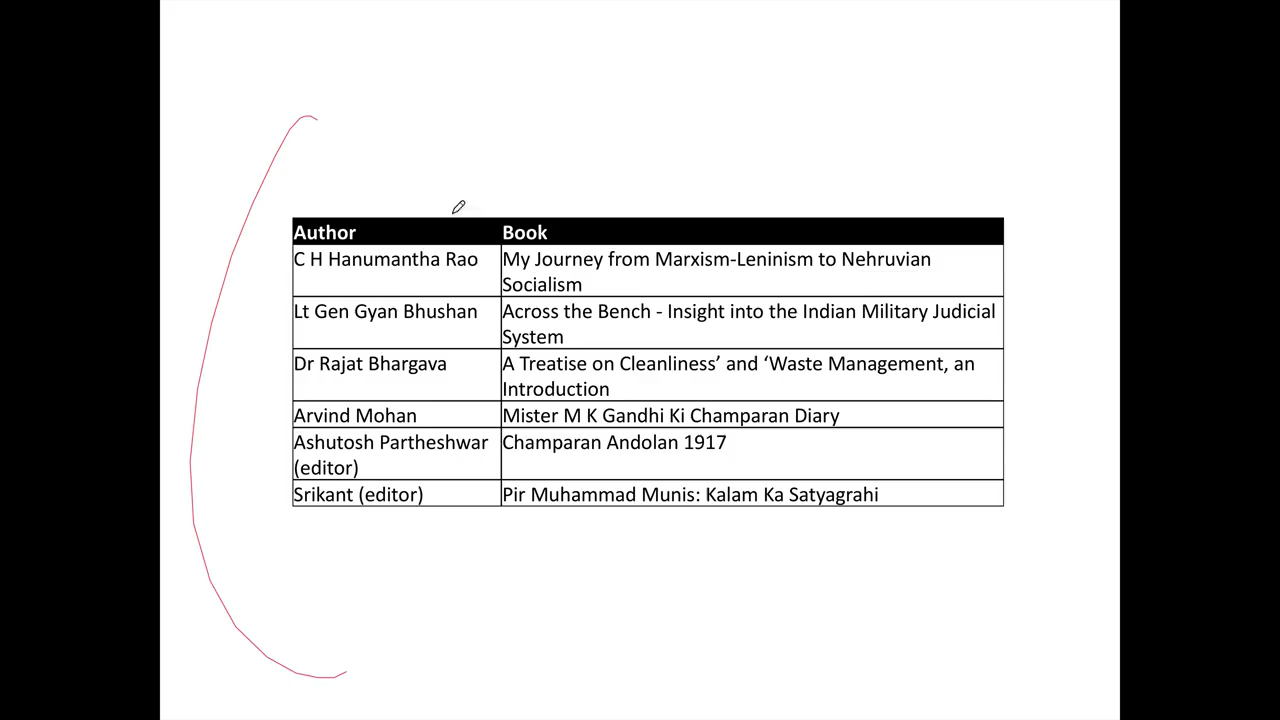 Author Book
C H Hanumantha Rao My Journey from Marxism-Leninism to Nehruvian
Socialism
Lt Gen Gyan Bhushan Across the Bench - Insight into the Indian Military Judicial
System
Dr Rajat Bhargava A Treatise on Cleanliness’ and ‘Waste Management, an
Introduction
Arvind Mohan Mister M K Gandhi Ki Champaran Diary
Ashutosh Partheshwar Champaran Andolan 1917
(editor)
Srikant (editor) Pir Muhammad Munis: Kalam Ka Satyagrahi